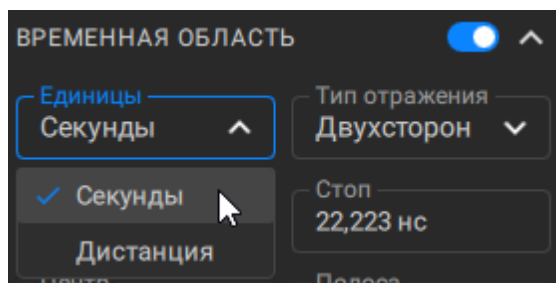 ВРЕМЕННАЯ ОБЛАСТЬ
Единицы
Секунды
Тип отражения
Двухсторон
Секунды
Дистанция
Стоп
22,223 нс